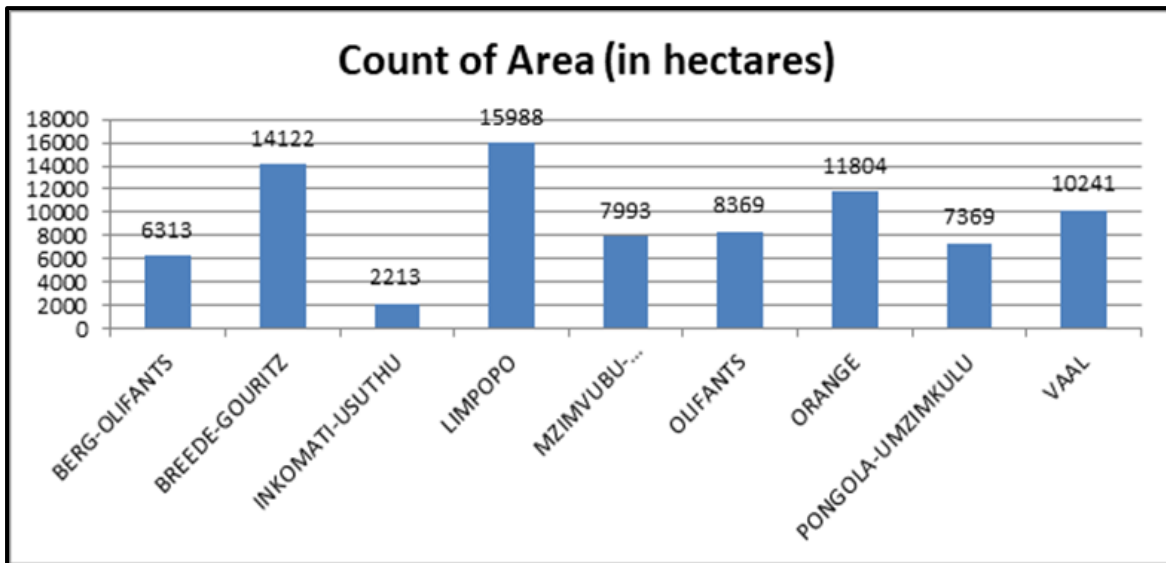 Count of Area (in hectares)
18000
16000
14000
12000
10000
8000
6000
4000
2000
0
6313
14122
2213
15988
7993
8369
11804
7369
10241
BERG-OLIFANTS
BREEDE-GOURITZ
INKOMATI-USUTHU
LIMPOPO
MZIMVUBU-...
OLIFANTS
ORANGE
PONGOLA-UMZIMKULU
VAAL